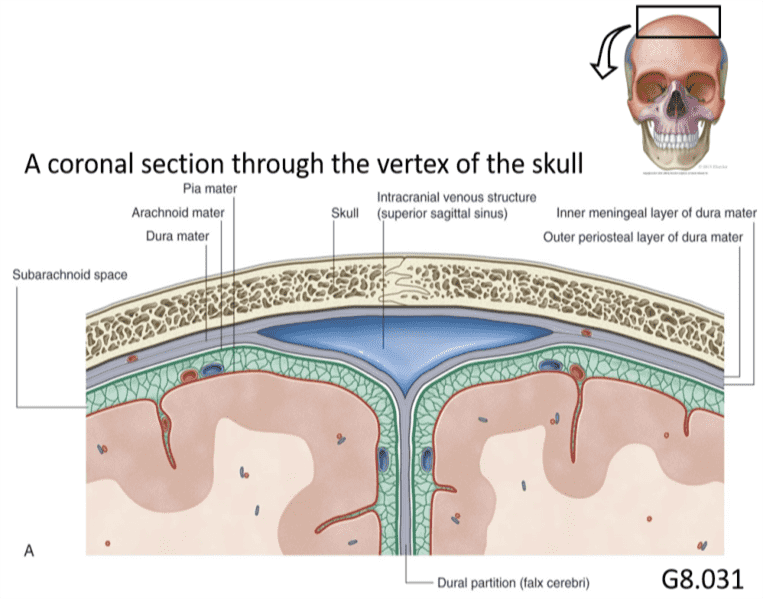 A coronal section through the vertex of the skull
Pia mater
Arachnoid mater
Dura mater
Subarachnoid space
Skull
Intracranial venous structure
(superior sagittal sinus)
Inner meningeal layer of dura mater
Outer periosteal layer of dura mater
A
Dural partition (falx cerebri)
G8.031